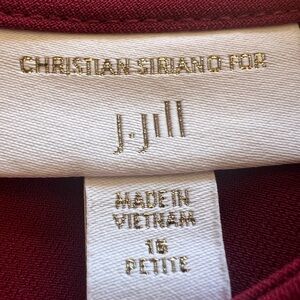 CHRISTIAN SIRIANO FOR
J.Jill
MADE IN
VIETNAM
16
PETITE